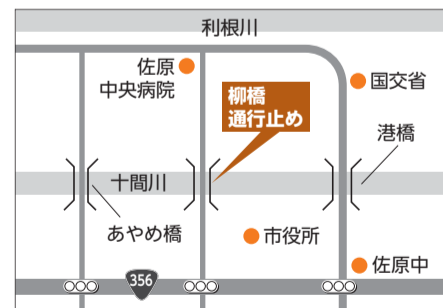 利根川
佐原
中央病院
国交省
柳橋
通行止め
港橋
十間川
あやめ橋
市役所
佐原中
356